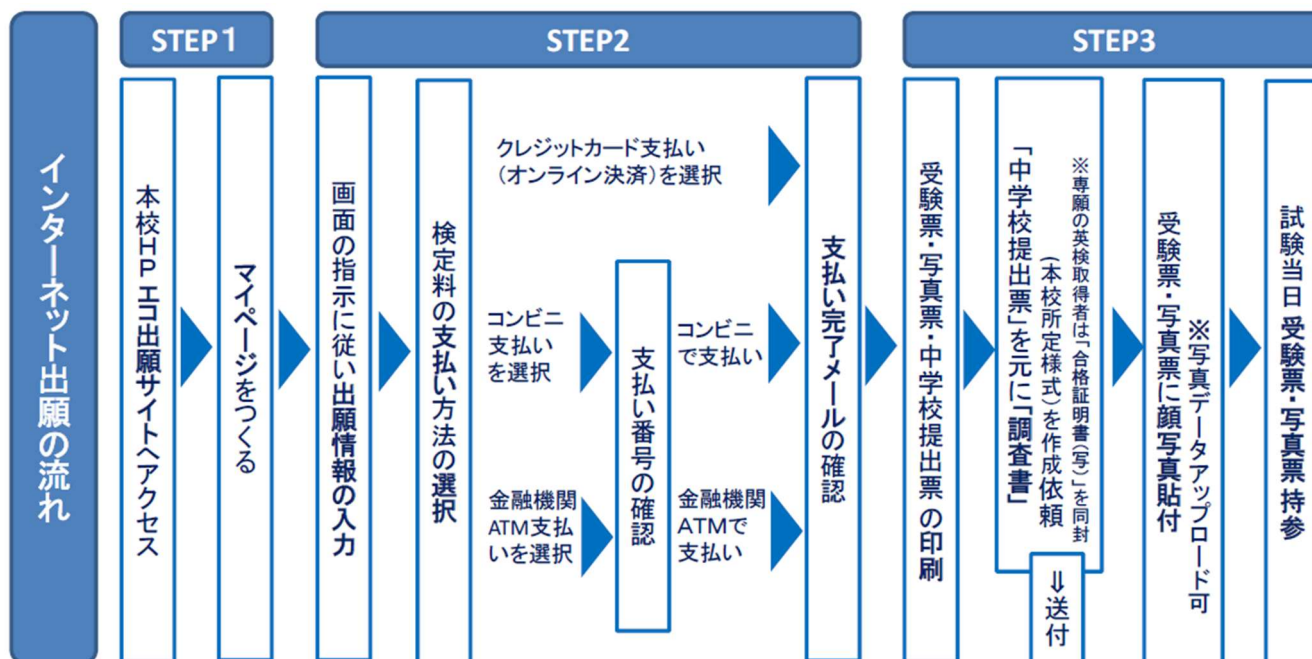 インターネット出願の流れ
STEP1
本校HP エコ出願サイトへアクセス
マイページをつくる
STEP2
画面の指示に従い出願情報の入力
検定料の支払い方法の選択
クレジットカード支払い
(オンライン決済)を選択
コンビニ
支払い
を選択
金融機関
ATM支払
いを選択
支払い番号の確認
コンビニ
で支払い
金融機関
ATMで
支払い
支払い完了メールの確認
STEP3
受験票・写真票・中学校提出票 の印刷
※専願の英検取得者は「合格証明書(写)」を同封
(本校所定様式)を作成依頼
「中学校提出票」を元に「調査書」
⇓送付
※写真データアップロード可
受験票・写真票に顔写真貼付
試験当日 受験票・写真票 持参